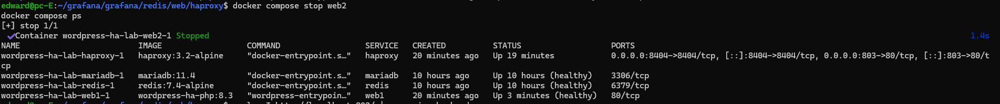 edward@pc-E:~/grafana/grafana/redis/web/haproxy$ docker compose stop web2
docker compose ps
[+] stop 1/1
✔Container wordpress-ha-lab-web2-1 Stopped 1.4s
NAME IMAGE COMMAND SERVICE CREATED STATUS PORTS
wordpress-ha-lab-haproxy-1 haproxy:3.2-alpine "docker-entrypoint.s…" haproxy 20 minutes ago Up 19 minutes 0.0.0.0:8404->8404/tcp, [::]:8404->8404/tcp, 0.0.0.0:803->80/tcp, [::]:803->80/t
cp
wordpress-ha-lab-mariadb-1 mariadb:11.4 "docker-entrypoint.s…" mariadb 10 hours ago Up 10 hours (healthy) 3306/tcp
wordpress-ha-lab-redis-1 redis:7.4-alpine "docker-entrypoint.s…" redis 10 hours ago Up 10 hours (healthy) 6379/tcp
wordpress-ha-lab-web1-1 wordpress-ha-php:8.3 "wordpress-entrypoin…" web1 20 minutes ago Up 3 minutes (healthy) 80/tcp